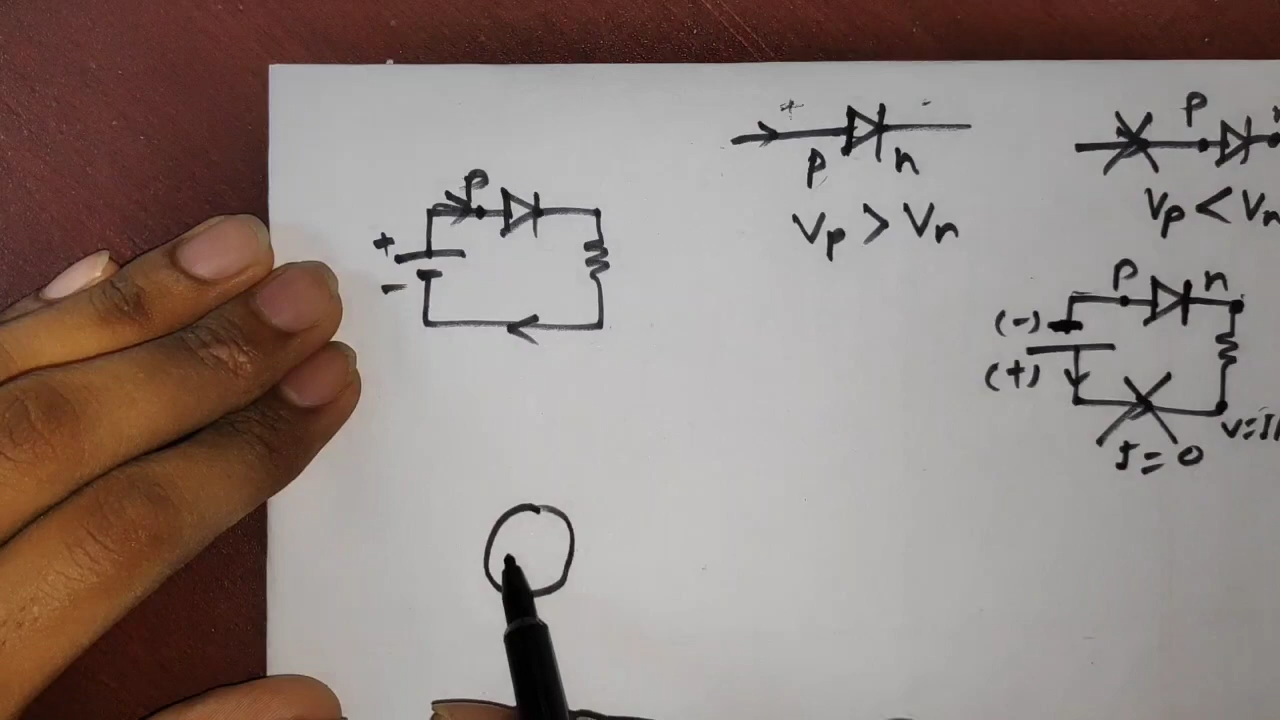 + -
p n
Vp > Vn
p
Vp < Vn
p
+
-
p n
(-)
(+)
I = 0